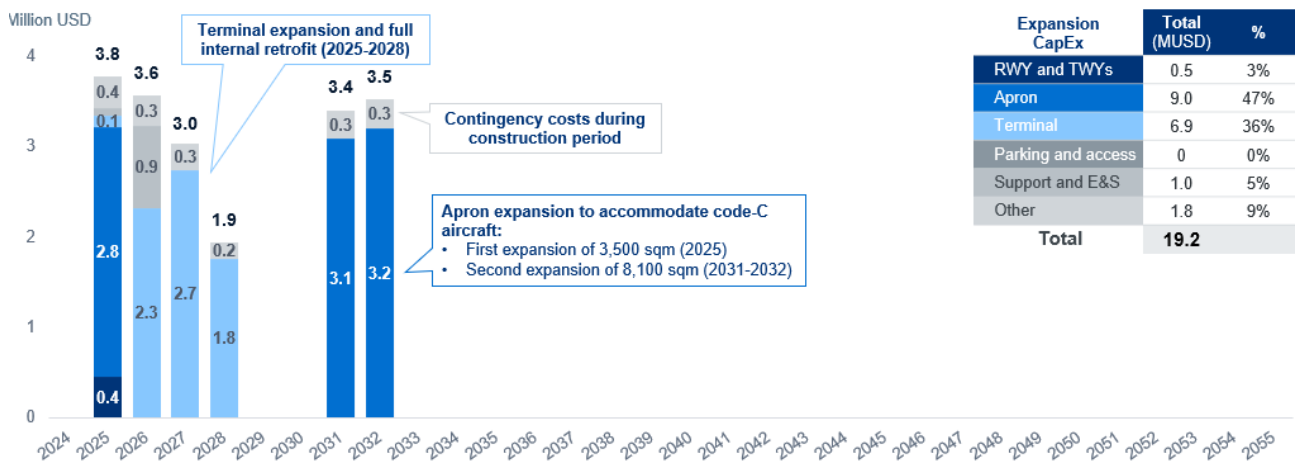 Million USD
4
3
2
1
0
3.8
0.4
0.1
2.8
0.4
3.6
0.3
0.9
2.3
3.0
0.3
2.7
1.9
0.2
1.8
3.4
0.3
3.1
3.5
0.3
3.2
Terminal expansion and full
internal retrofit (2025-2028)
Contingency costs during
construction period
Apron expansion to accommodate code-C
aircraft:
• First expansion of 3,500 sqm (2025)
• Second expansion of 8,100 sqm (2031-2032)
2024 2025 2026 2027 2028 2029 2030 2031 2032 2033 2034 2035 2036 2037 2038 2039 2040 2041 2042 2043 2044 2045 2046 2047 2048 2049 2050 2051 2052 2053 2054 2055
Expansion
CapEx
Total
(MUSD)
%
RWY and TWYs 0.5 3%
Apron 9.0 47%
Terminal 6.9 36%
Parking and access 0 0%
Support and E&S 1.0 5%
Other 1.8 9%
Total 19.2